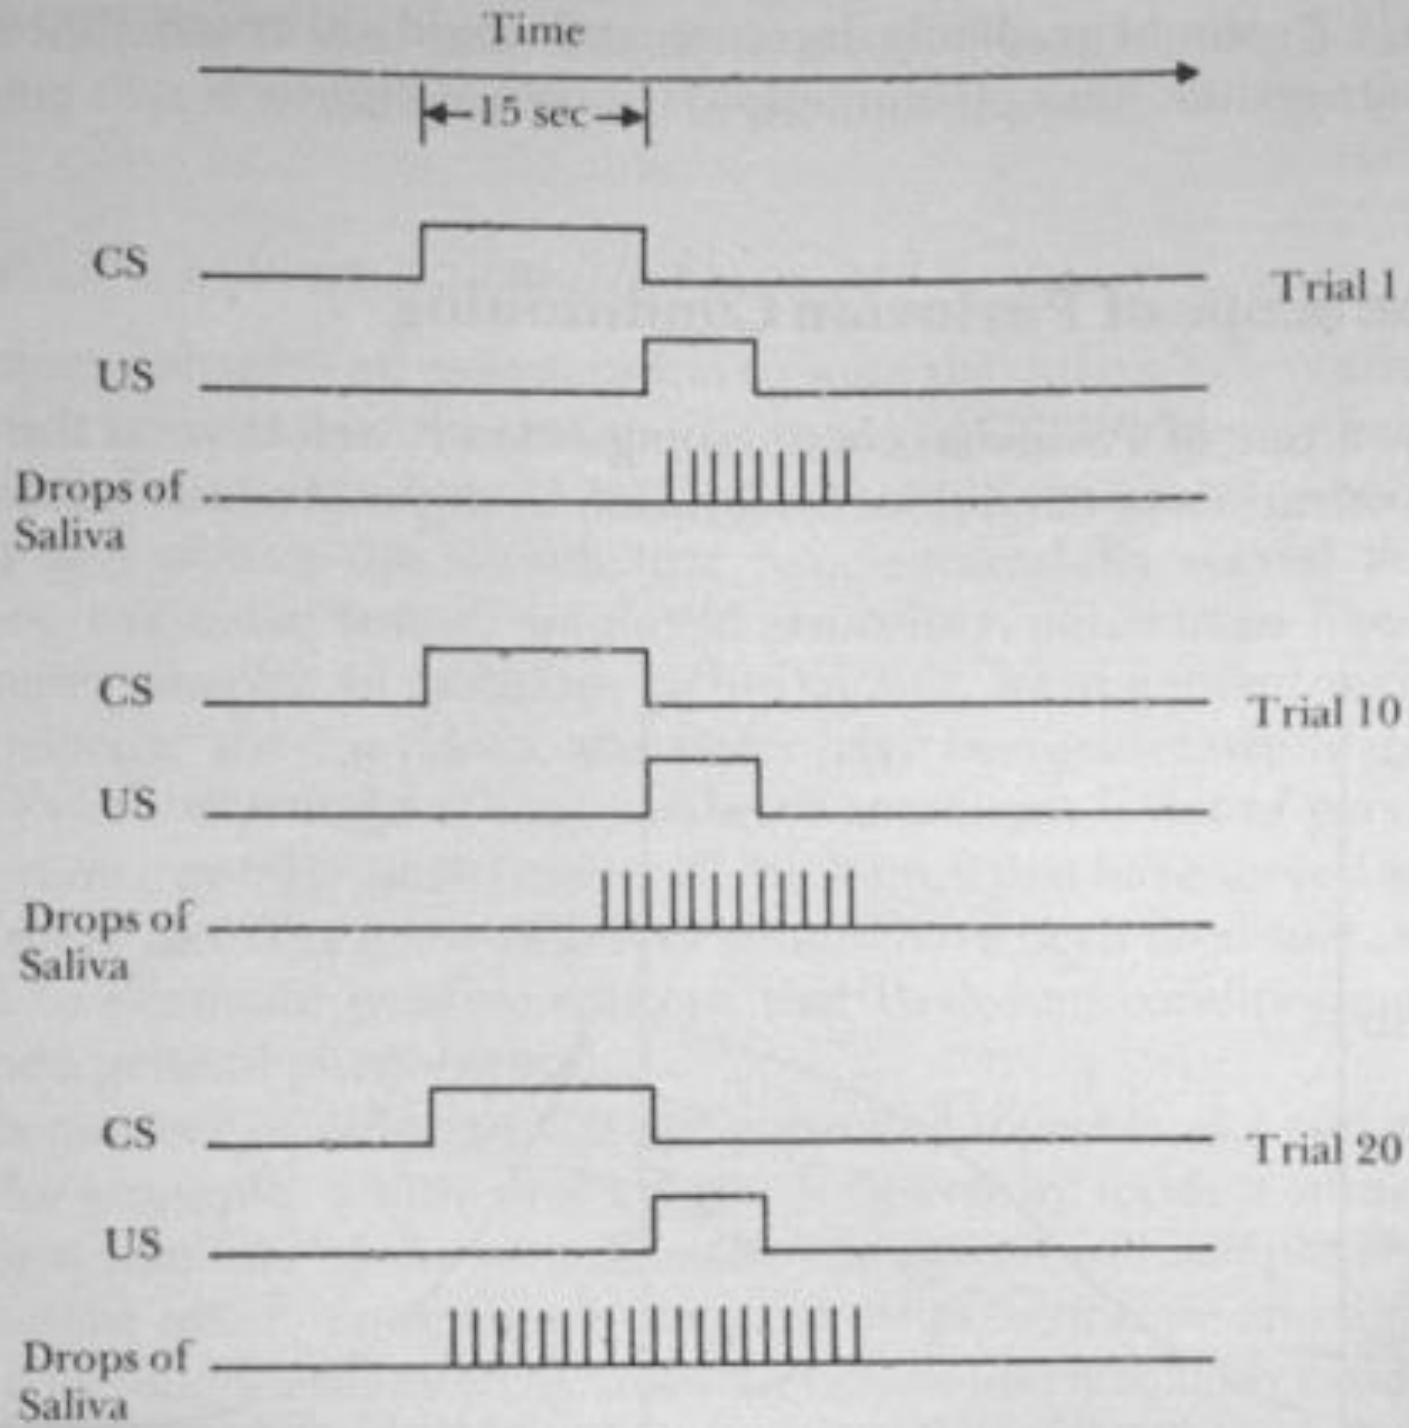 Time
15 sec
CS
Trial 1
US
Drops of
Saliva
CS
Trial 10
US
Drops of
Saliva
CS
Trial 20
US
Drops of
Saliva